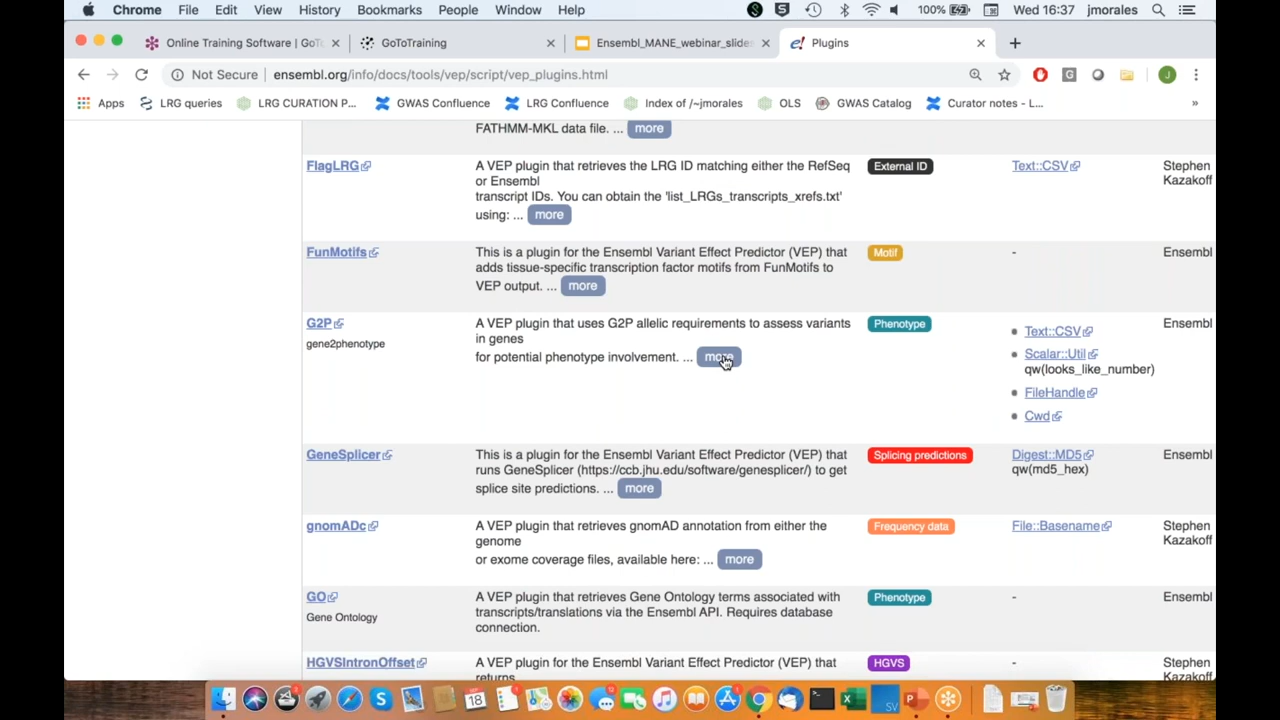 Chrome File Edit View History Bookmarks People Window Help 100% Wed 16:37 jmorales
Online Training Software | GoTo GoToTraining Ensembl_MANE_webinar_slides Plugins
Not Secure ensembl.org/info/docs/tools/vep/script/vep_plugins.html J
Apps LRG queries LRG CURATION P... GWAS Confluence LRG Confluence Index of /~jmorales OLS GWAS Catalog Curator notes - L... »
FATHMM-MKL data file. ... more
FlagLRG A VEP plugin that retrieves the LRG ID matching either the RefSeq External ID Text::CSV Stephen
or Ensembl Kazakoff
transcript IDs. You can obtain the 'list_LRGs_transcripts_xrefs.txt'
using: ... more
FunMotifs This is a plugin for the Ensembl Variant Effect Predictor (VEP) that Motif - Ensembl
adds tissue-specific transcription factor motifs from FunMotifs to
VEP output. ... more
G2P A VEP plugin that uses G2P allelic requirements to assess variants Phenotype Text::CSV Ensembl
gene2phenotype in genes Scalar::Util
for potential phenotype involvement. ... more qw(looks_like_number)
FileHandle
Cwd
GeneSplicer This is a plugin for the Ensembl Variant Effect Predictor (VEP) that Splicing predictions Digest::MD5 Ensembl
runs GeneSplicer (https://ccb.jhu.edu/software/genesplicer/) to get qw(md5_hex)
splice site predictions. ... more
gnomADc A VEP plugin that retrieves gnomAD annotation from either the Frequency data File::Basename Stephen
genome Kazakoff
or exome coverage files, available here: ... more
GO A VEP plugin that retrieves Gene Ontology terms associated with Phenotype - Ensembl
Gene Ontology transcripts/translations via the Ensembl API. Requires database
connection.
HGVSIntronOffset A VEP plugin for the Ensembl Variant Effect Predictor (VEP) that HGVS - Stephen
returns Kazakoff
18 SV